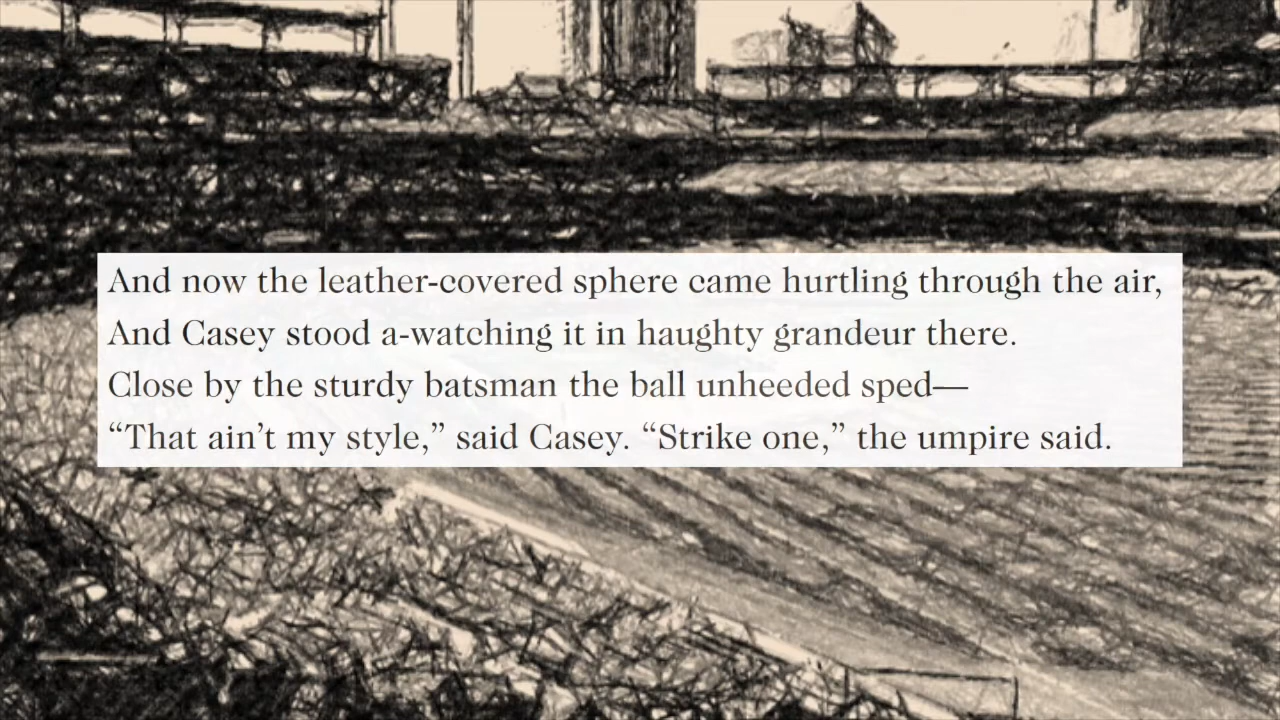 And now the leather-covered sphere came hurtling through the air,
And Casey stood a-watching it in haughty grandeur there.
Close by the sturdy batsman the ball unheeded sped—
“That ain’t my style,” said Casey. “Strike one,” the umpire said.